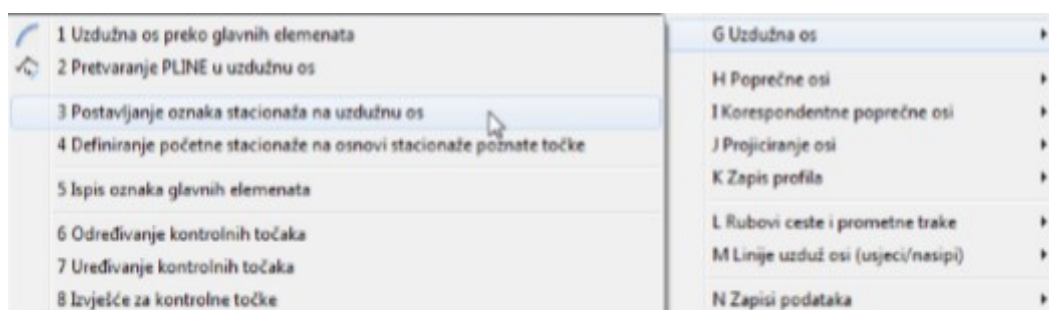 1 Uzdužna os preko glavnih elemenata
2 Pretvaranje PLINE u uzdužnu os
3 Postavljanje oznaka stacionaža na uzdužnu os
4 Definiranje početne stacionaže na osnovi stacionaže poznate točke
5 Ispis oznaka glavnih elemenata
6 Određivanje kontrolnih točaka
7 Uređivanje kontrolnih točaka
8 Izvješće za kontrolne točke
G Uzdužna os
H Poprečne osi
I Korespondentne poprečne osi
J Projiciranje osi
K Zapis profila
L Rubovi ceste i prometne trake
M Linije uzduž osi (usjeci/nasipi)
N Zapisi podataka